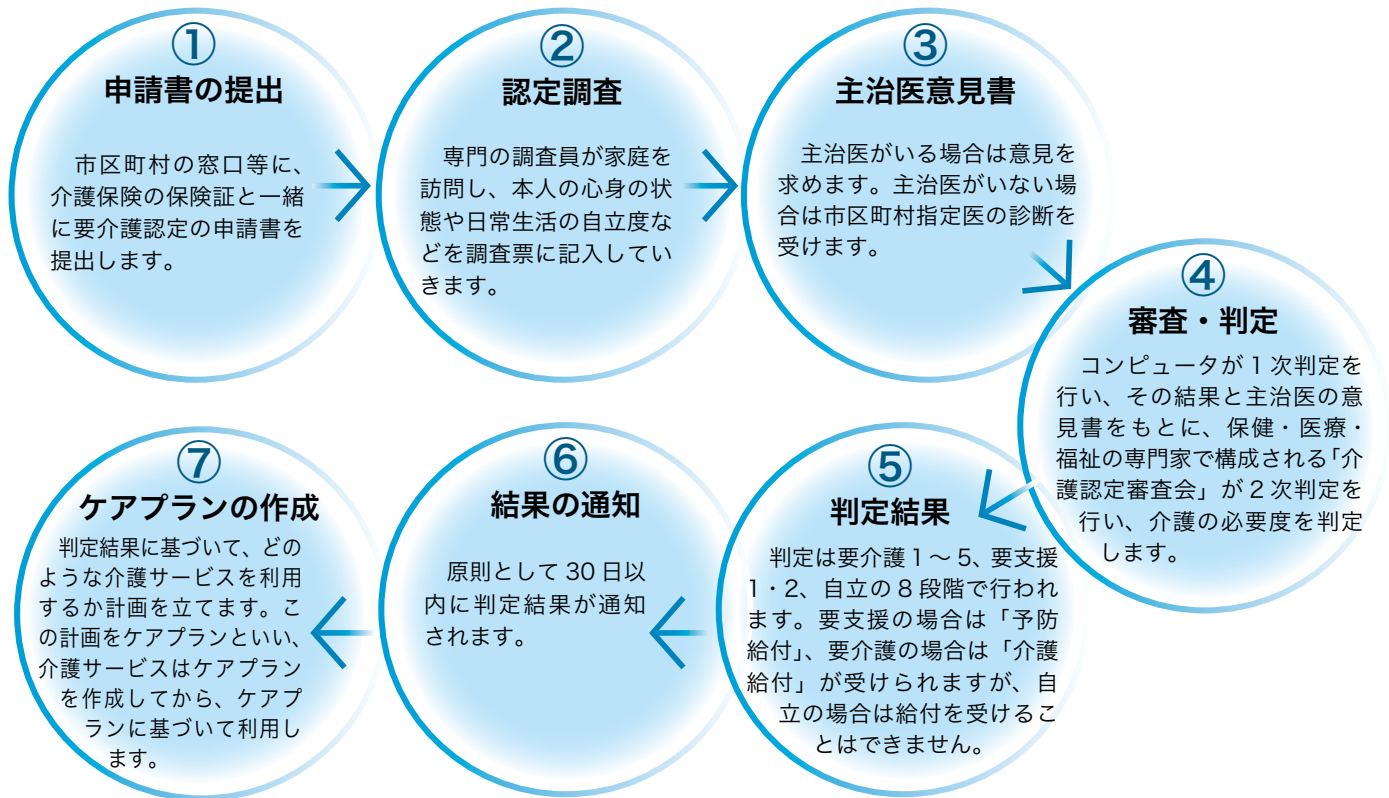 ①
申請書の提出
市区町村の窓口等に、
介護保険の保険証と一緒
に要介護認定の申請書を
提出します。
②
認定調査
専門の調査員が家庭を
訪問し、本人の心身の状
態や日常生活の自立度な
どを調査票に記入してい
きます。
③
主治医意見書
主治医がいる場合は意見を
求めます。主治医がいない場
合は市区町村指定医の診断を
受けます。
④
審査・判定
コンピュータが1次判定を
行い、その結果と主治医の意
見書をもとに、保健・医療・
福祉の専門家で構成される「介
護認定審査会」が2次判定を
行い、介護の必要度を判定
します。
⑤
判定結果
判定は要介護1〜5、要支援
1・2、自立の8段階で行われ
ます。要支援の場合は「予防
給付」、要介護の場合は「介護
給付」が受けられますが、自
立の場合は給付を受けるこ
とはできません。
⑥
結果の通知
原則として30日以
内に判定結果が通知
されます。
⑦
ケアプランの作成
判定結果に基づいて、どの
ような介護サービスを利用
するか計画を立てます。こ
の計画をケアプランといい、
介護サービスはケアプラン
を作成してから、ケアプ
ランに基づいて利用し
ます。